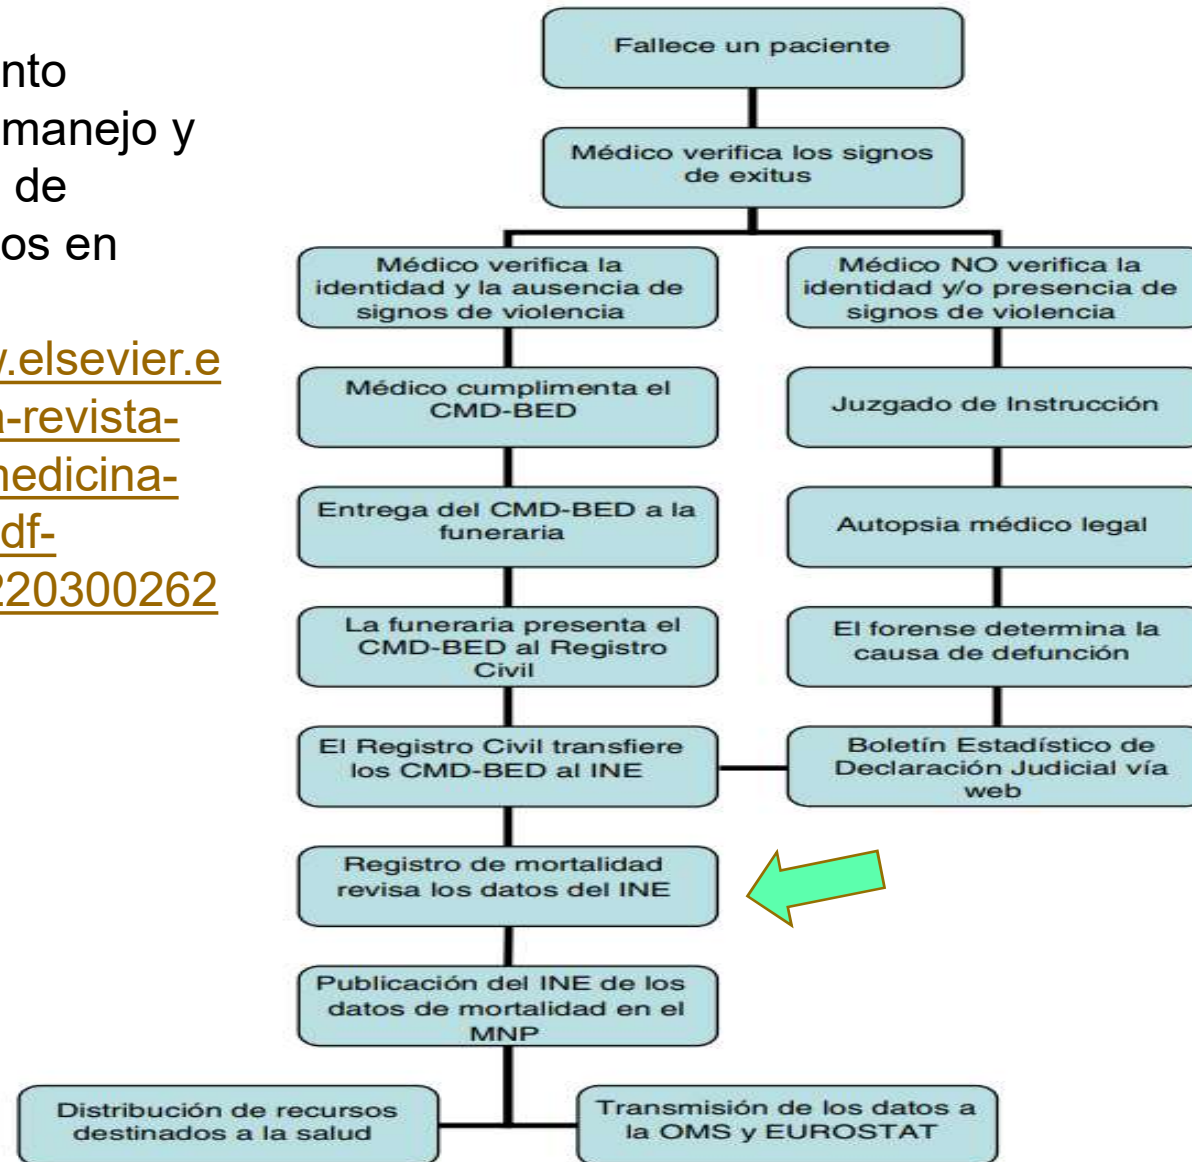 ento
manejo y
de
os en
v.elsevier.e
a-revista-
medicina-
df-
220300262
Fallece un paciente
Médico verifica los signos
de exitus
Médico verifica la
identidad y la ausencia de
signos de violencia
Médico NO verifica la
identidad y/o presencia de
signos de violencia
Médico cumplimenta el
CMD-BED
Juzgado de Instrucción
Entrega del CMD-BED a la
funeraria
Autopsia médico legal
La funeraria presenta el
CMD-BED al Registro
Civil
El forense determina la
causa de defunción
El Registro Civil transfiere
los CMD-BED al INE
Boletín Estadístico de
Declaración Judicial vía
web
Registro de mortalidad
revisa los datos del INE
Publicación del INE de los
datos de mortalidad en el
MNP
Distribución de recursos
destinados a la salud
Transmisión de los datos a
la OMS y EUROSTAT